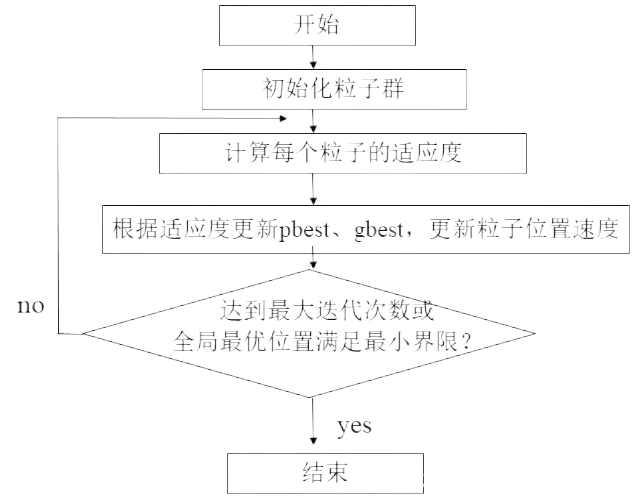 开始
初始化粒子群
计算每个粒子的适应度
根据适应度更新pbest、gbest，更新粒子位置速度
达到最大迭代次数或
全局最优位置满足最小界限？
no
yes
结束